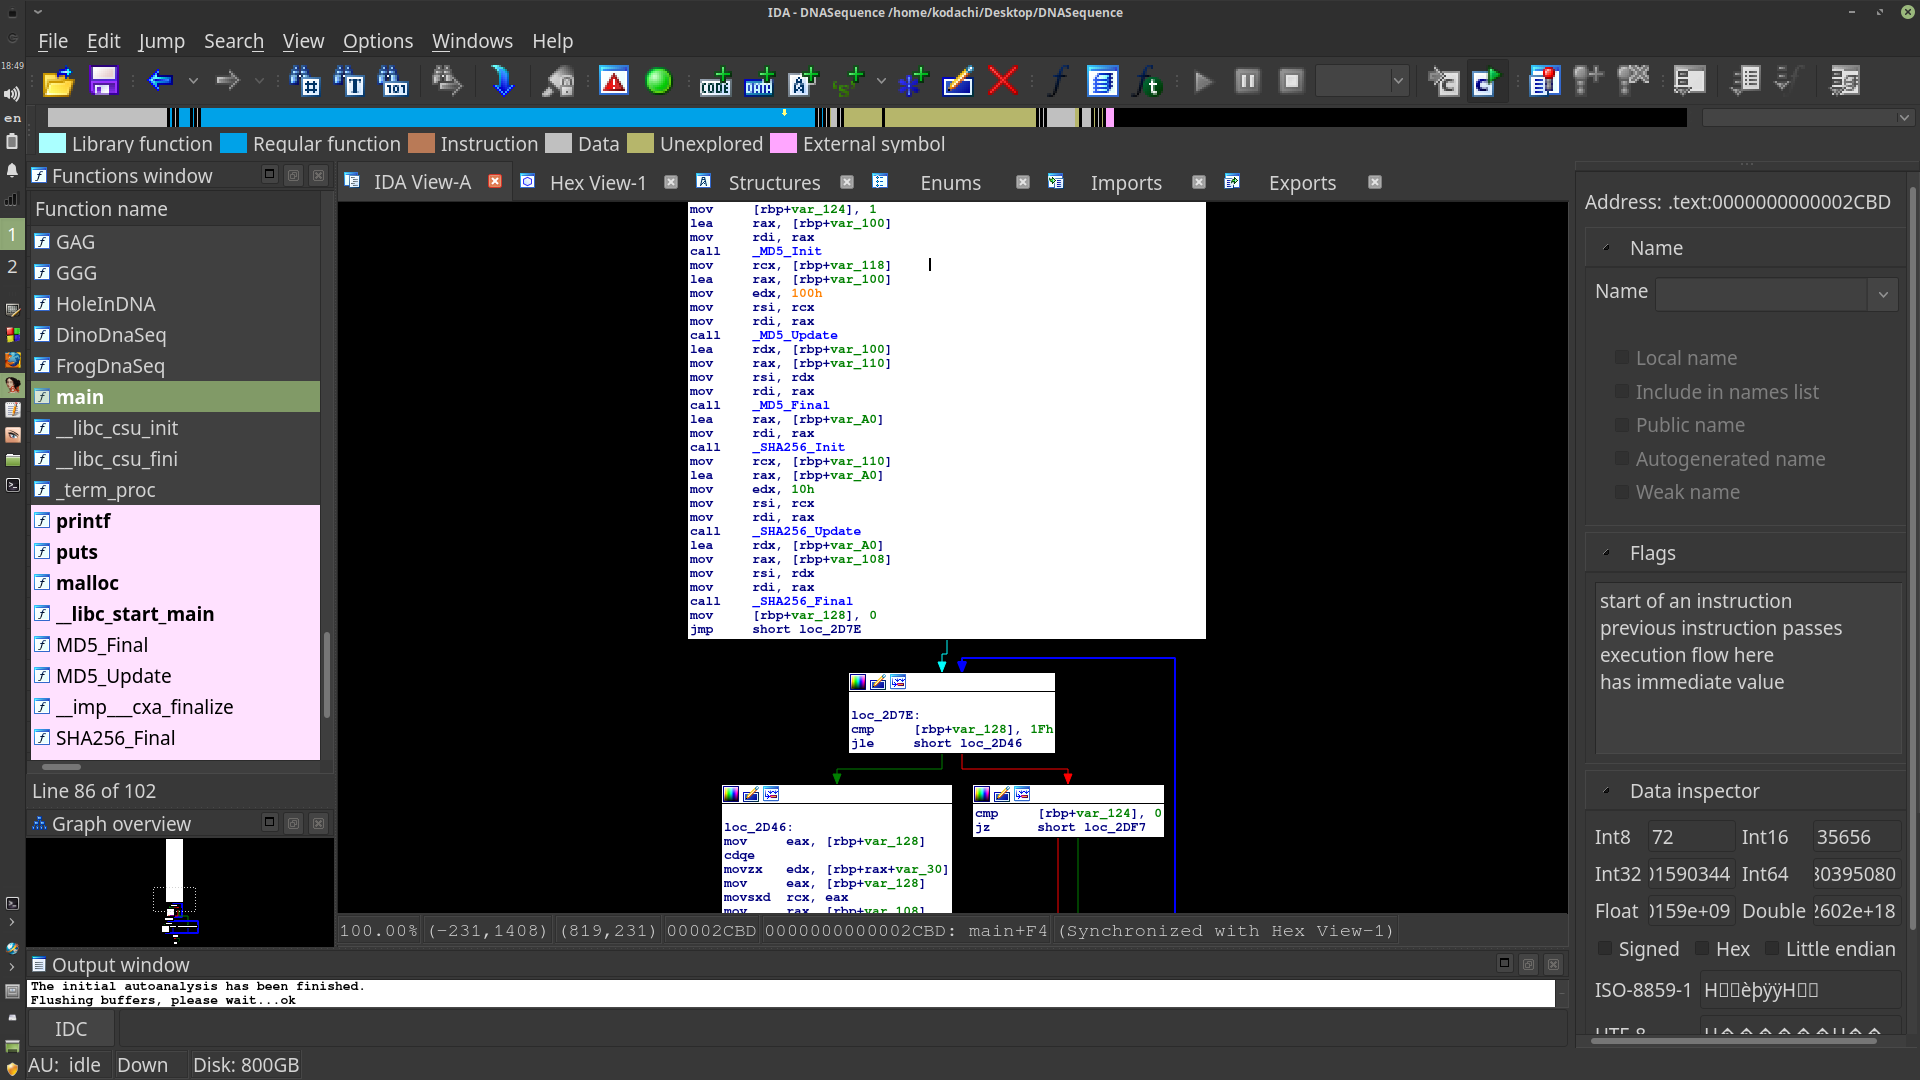 IDA - DNASequence /home/kodachi/Desktop/DNASequence
File Edit Jump Search View Options Windows Help
18:49
en
1
2
Library function Regular function Instruction Data Unexplored External symbol
Functions window
Function name
GAG
GGG
HoleInDNA
DinoDnaSeq
FrogDnaSeq
main
__libc_csu_init
__libc_csu_fini
_term_proc
printf
puts
malloc
__libc_start_main
MD5_Final
MD5_Update
__imp___cxa_finalize
SHA256_Final
Line 86 of 102
Graph overview
IDA View-A Hex View-1 Structures Enums Imports Exports
mov [rbp+var_124], 1
lea rax, [rbp+var_100]
mov rdi, rax
call _MD5_Init
mov rcx, [rbp+var_118]
lea rax, [rbp+var_100]
mov edx, 100h
mov rsi, rcx
mov rdi, rax
call _MD5_Update
lea rdx, [rbp+var_100]
mov rax, [rbp+var_110]
mov rsi, rdx
mov rdi, rax
call _MD5_Final
lea rax, [rbp+var_A0]
mov rdi, rax
call _SHA256_Init
mov rcx, [rbp+var_110]
lea rax, [rbp+var_A0]
mov edx, 10h
mov rsi, rcx
mov rdi, rax
call _SHA256_Update
lea rdx, [rbp+var_A0]
mov rax, [rbp+var_108]
mov rsi, rdx
mov rdi, rax
call _SHA256_Final
mov [rbp+var_128], 0
jmp short loc_2D7E
loc_2D7E:
cmp [rbp+var_128], 1Fh
jle short loc_2D46
loc_2D46:
mov eax, [rbp+var_128]
cdqe
movzx edx, [rbp+rax+var_30]
mov eax, [rbp+var_128]
movsxd rcx, eax
mov rax, [rbp+var_108]
cmp [rbp+var_124], 0
jz short loc_2DF7
100.00% (-231,1408) (819,231) 00002CBD 0000000000002CBD: main+F4 (Synchronized with Hex View-1)
Output window
The initial autoanalysis has been finished.
Flushing buffers, please wait...ok
IDC
AU: idle Down Disk: 800GB
Address: .text:0000000000002CBD
Name
Name
Local name
Include in names list
Public name
Autogenerated name
Weak name
Flags
start of an instruction
previous instruction passes
execution flow here
has immediate value
Data inspector
Int8 72 Int16 35656
Int32 01590344 Int64 80395080
Float 0159e+09 Double 2602e+18
Signed Hex Little endian
ISO-8859-1 H▯▯èþÿÿH▯▯
UTF-8